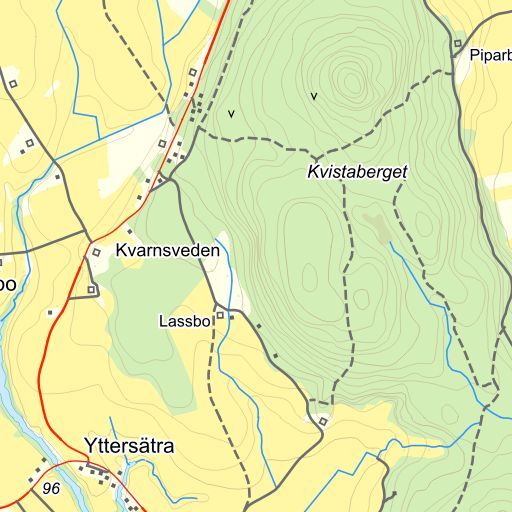 Piparb
Kvistaberget
Kvarnsveden
bo
Lassbo
Yttersätra
96